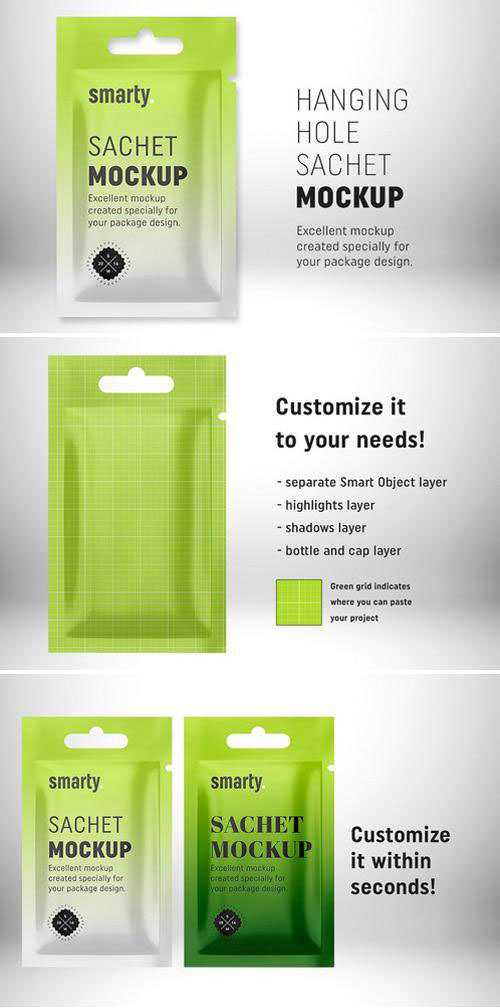 smarty.
SACHET
MOCKUP
Excellent mockup
created specially for
your package design.
S
20 14
M
HANGING
HOLE
SACHET
MOCKUP
Excellent mockup
created specially for
your package design.
Customize it
to your needs!
- separate Smart Object layer
- highlights layer
- shadows layer
- bottle and cap layer
Green grid indicates
where you can paste
your project
smarty.
SACHET
MOCKUP
Excellent mockup
created specially for
your package design.
smarty.
SACHET
MOCKUP
Excellent mockup
created specially for
your package design.
Customize
it within
seconds!